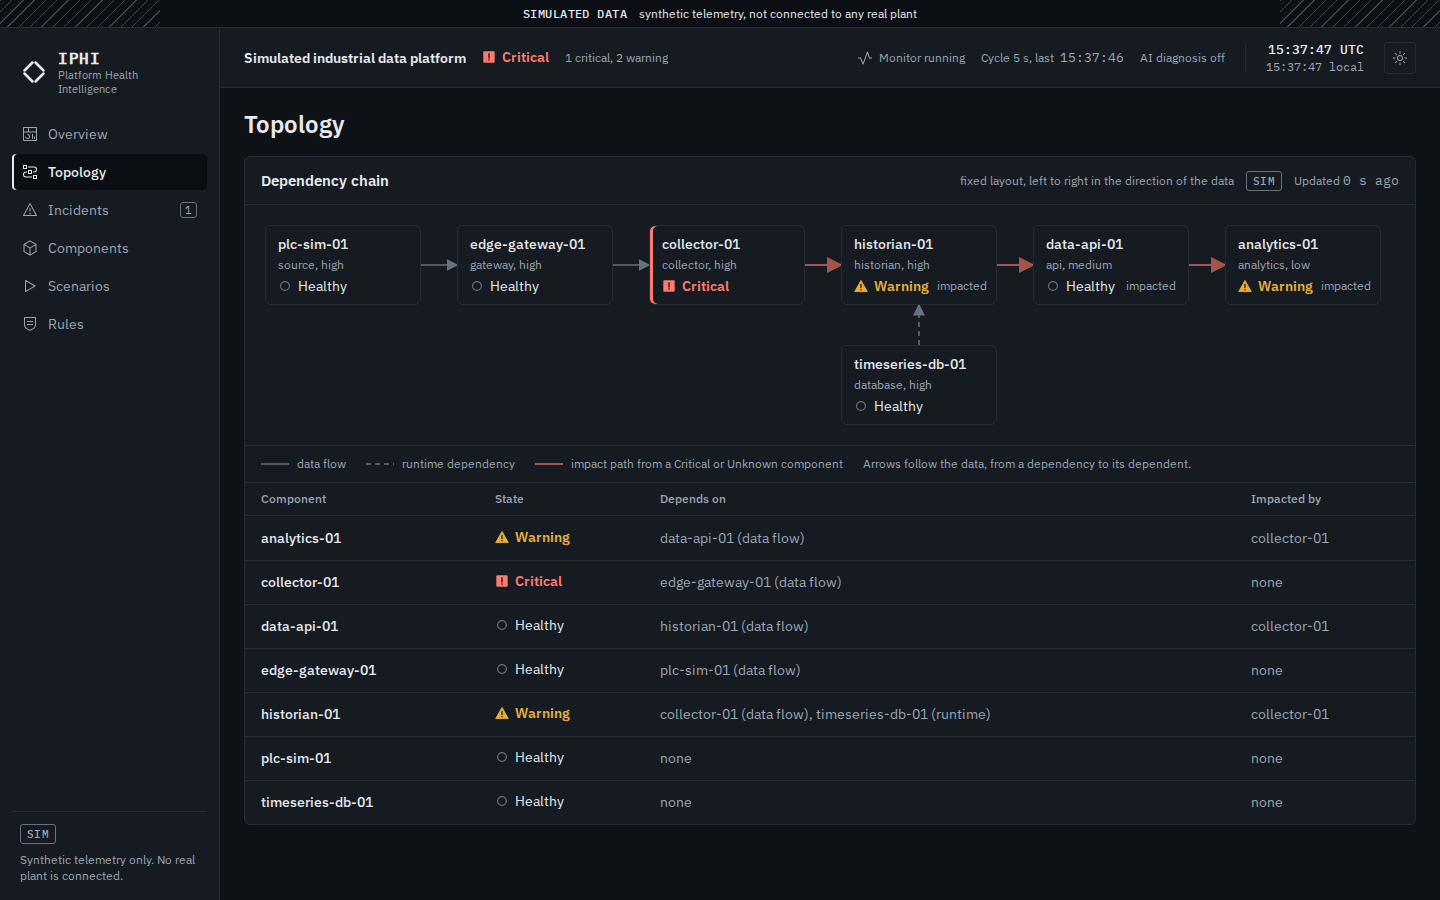 SIMULATED DATA synthetic telemetry, not connected to any real plant
IPHI
Platform Health
Intelligence
Overview
Topology
Incidents 1
Components
Scenarios
Rules
SIM
Synthetic telemetry only. No real
plant is connected.
Simulated industrial data platform Critical 1 critical, 2 warning Monitor running Cycle 5 s, last 15:37:46 AI diagnosis off
15:37:47 UTC
15:37:47 local
Topology
Dependency chain fixed layout, left to right in the direction of the data SIM Updated 0 s ago
plc-sim-01
source, high
Healthy
edge-gateway-01
gateway, high
Healthy
collector-01
collector, high
Critical
historian-01
historian, high
Warning impacted
data-api-01
api, medium
Healthy impacted
analytics-01
analytics, low
Warning impacted
timeseries-db-01
database, high
Healthy
data flow runtime dependency impact path from a Critical or Unknown component Arrows follow the data, from a dependency to its dependent.
Component State Depends on Impacted by
analytics-01 Warning data-api-01 (data flow) collector-01
collector-01 Critical edge-gateway-01 (data flow) none
data-api-01 Healthy historian-01 (data flow) collector-01
edge-gateway-01 Healthy plc-sim-01 (data flow) none
historian-01 Warning collector-01 (data flow), timeseries-db-01 (runtime) collector-01
plc-sim-01 Healthy none none
timeseries-db-01 Healthy none none